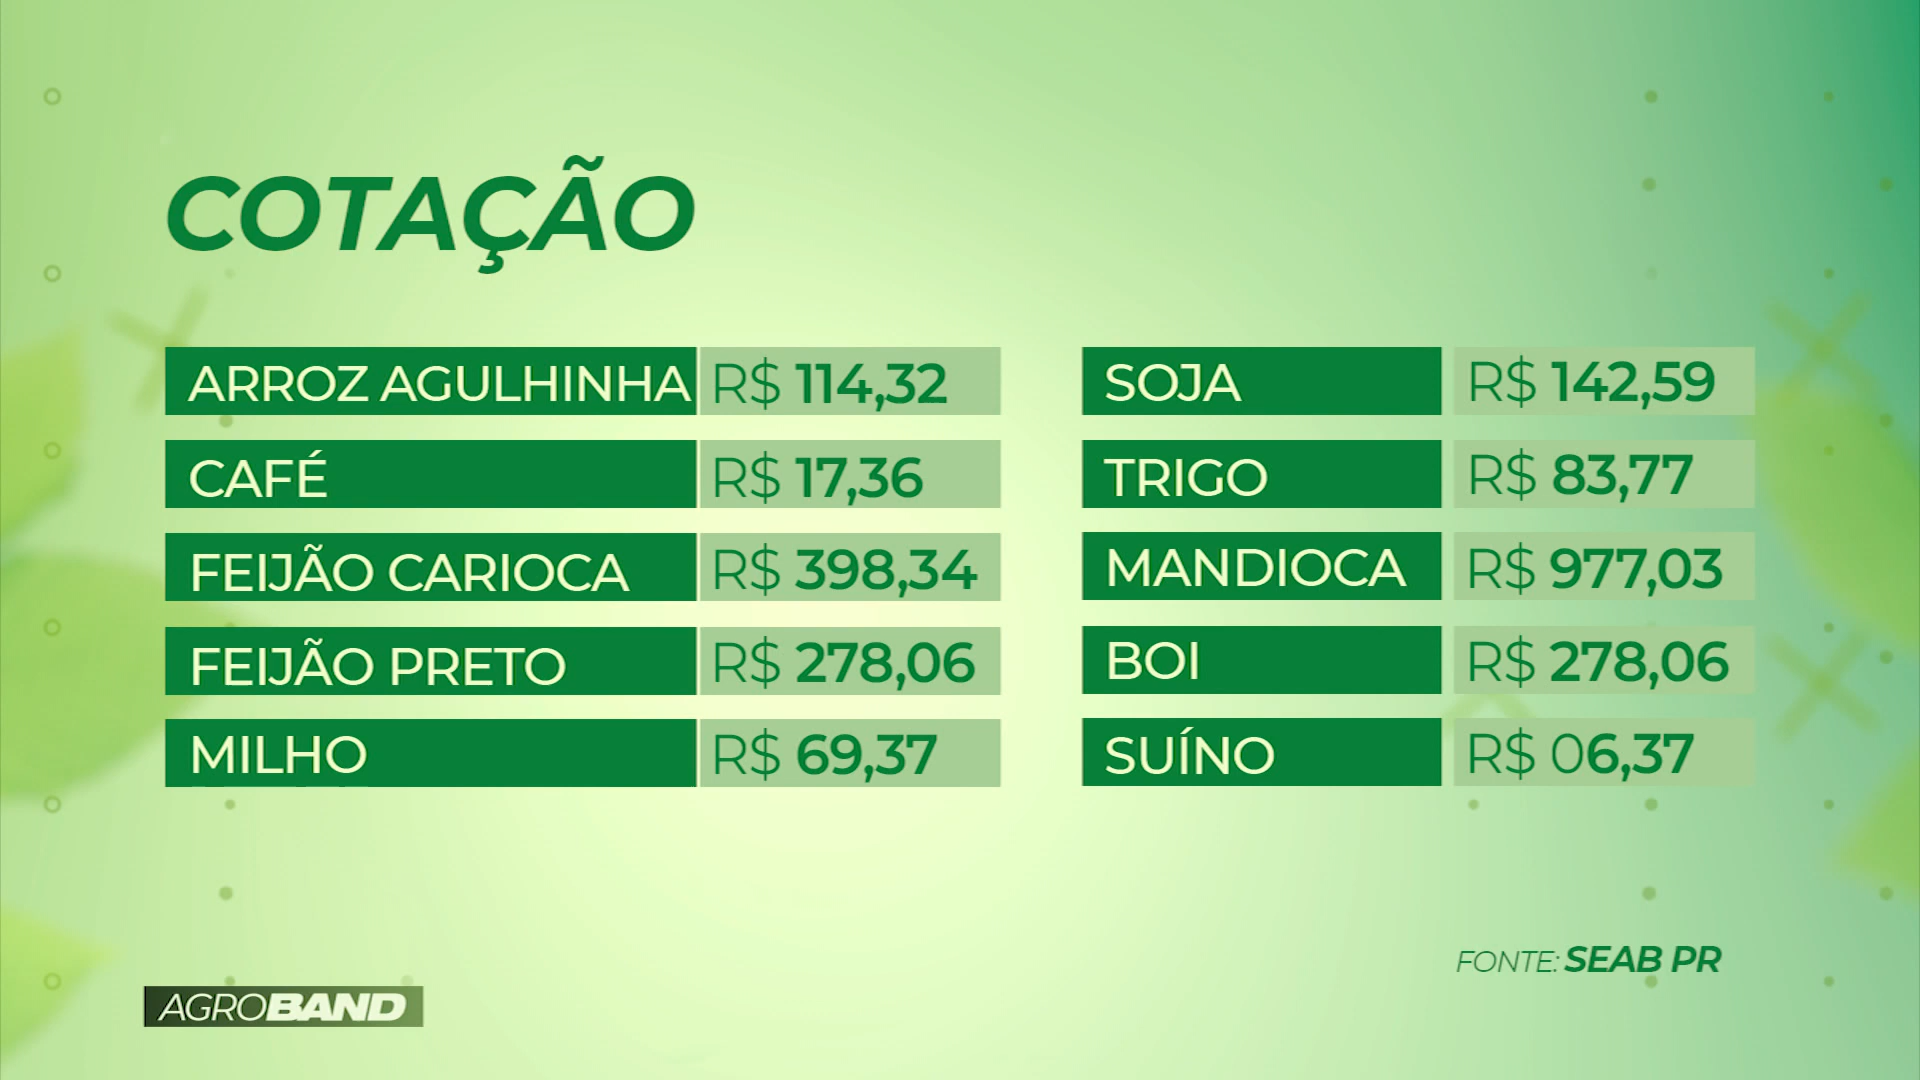 COTAÇÃO
ARROZ AGULHINHA R$ 114,32
CAFÉ R$ 17,36
FEIJÃO CARIOCA R$ 398,34
FEIJÃO PRETO R$ 278,06
MILHO R$ 69,37
SOJA R$ 142,59
TRIGO R$ 83,77
MANDIOCA R$ 977,03
BOI R$ 278,06
SUÍNO R$ 06,37
FONTE: SEAB PR
AGROBAND